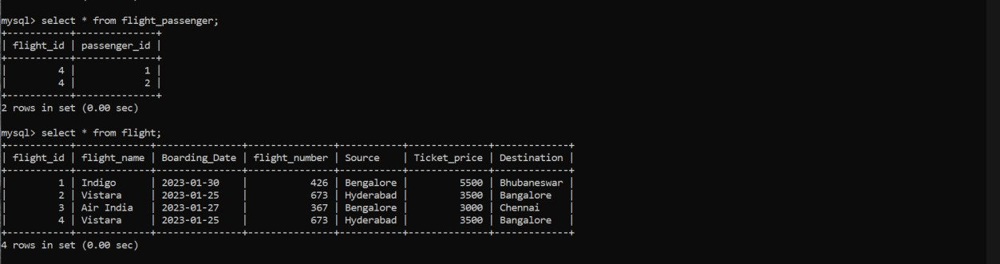 mysql> select * from flight_passenger;
+-----------+--------------+
| flight_id | passenger_id |
+-----------+--------------+
|         4 |            1 |
|         4 |            2 |
+-----------+--------------+
2 rows in set (0.00 sec)
mysql> select * from flight;
+-----------+-------------+---------------+---------------+-----------+--------------+-------------+
| flight_id | flight_name | Boarding_Date | flight_number | Source    | Ticket_price | Destination |
+-----------+-------------+---------------+---------------+-----------+--------------+-------------+
|         1 | Indigo      | 2023-01-30    |           426 | Bengalore |         5500 | Bhubaneswar |
|         2 | Vistara     | 2023-01-25    |           673 | Hyderabad |         3500 | Bangalore   |
|         3 | Air India   | 2023-01-27    |           367 | Bengalore |         3000 | Chennai     |
|         4 | Vistara     | 2023-01-25    |           673 | Hyderabad |         3500 | Bangalore   |
+-----------+-------------+---------------+---------------+-----------+--------------+-------------+
4 rows in set (0.00 sec)